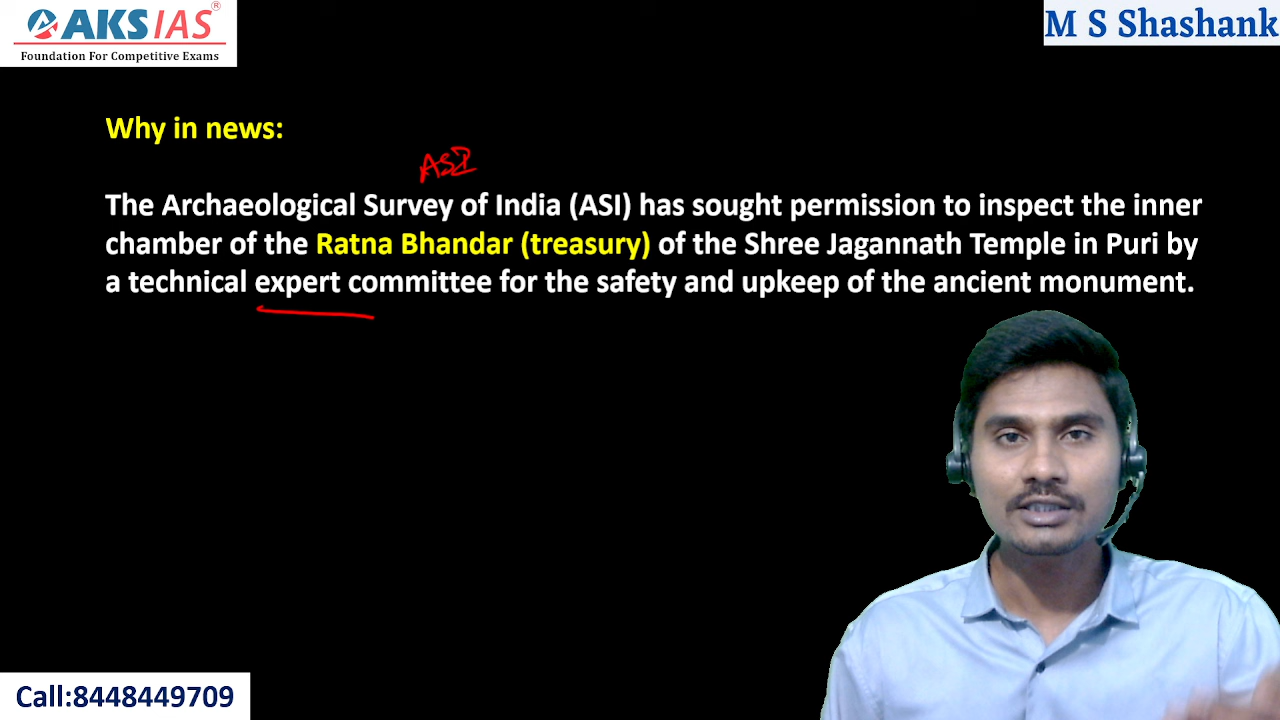 AKS IAS®
Foundation For Competitive Exams
M S Shashank
Why in news:
ASI
The Archaeological Survey of India (ASI) has sought permission to inspect the inner
chamber of the Ratna Bhandar (treasury) of the Shree Jagannath Temple in Puri by
a technical expert committee for the safety and upkeep of the ancient monument.
Call:8448449709